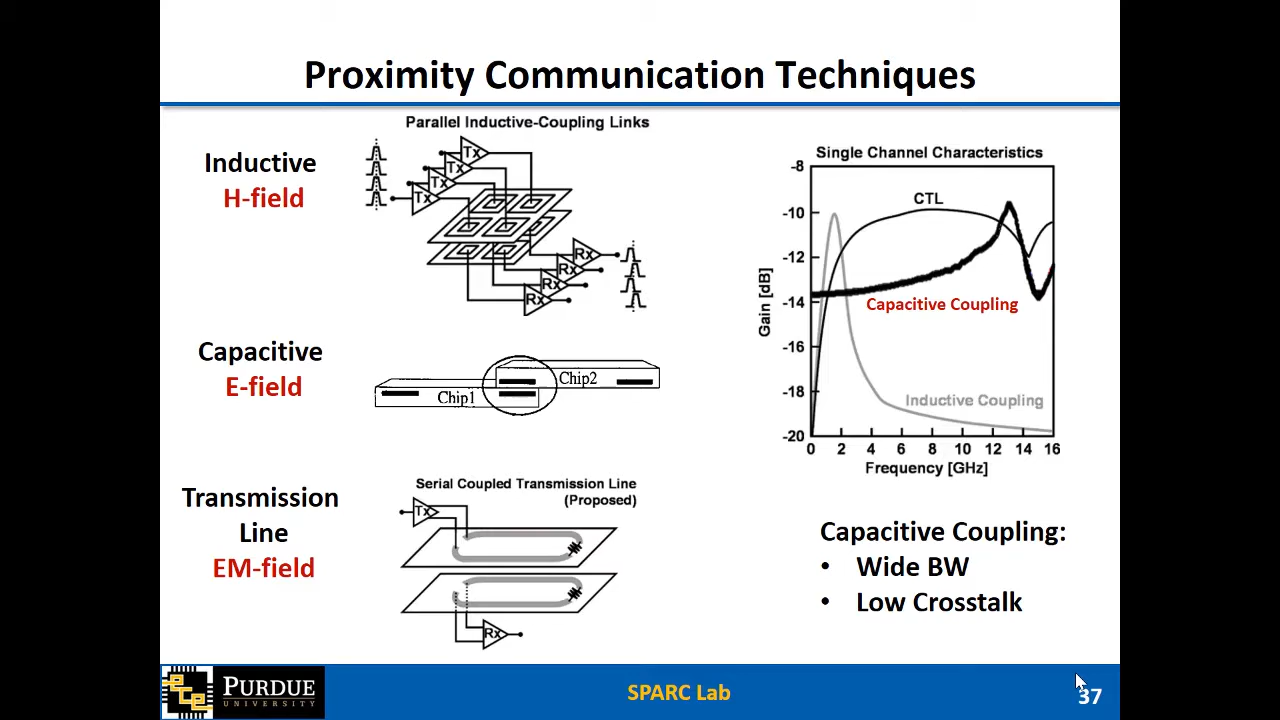 Proximity Communication Techniques
Inductive
H-field
Parallel Inductive-Coupling Links
Tx
Tx
Tx
Tx
Rx
Rx
Rx
Rx
Capacitive
E-field
Chip1
Chip2
Transmission
Line
EM-field
Serial Coupled Transmission Line
(Proposed)
Tx
Rx
Single Channel Characteristics
-8
-10
-12
-14
-16
-18
-20
Gain [dB]
CTL
Capacitive Coupling
Inductive Coupling
0 2 4 6 8 10 12 14 16
Frequency [GHz]
Capacitive Coupling:
• Wide BW
• Low Crosstalk
ece
PURDUE
UNIVERSITY
SPARC Lab
37